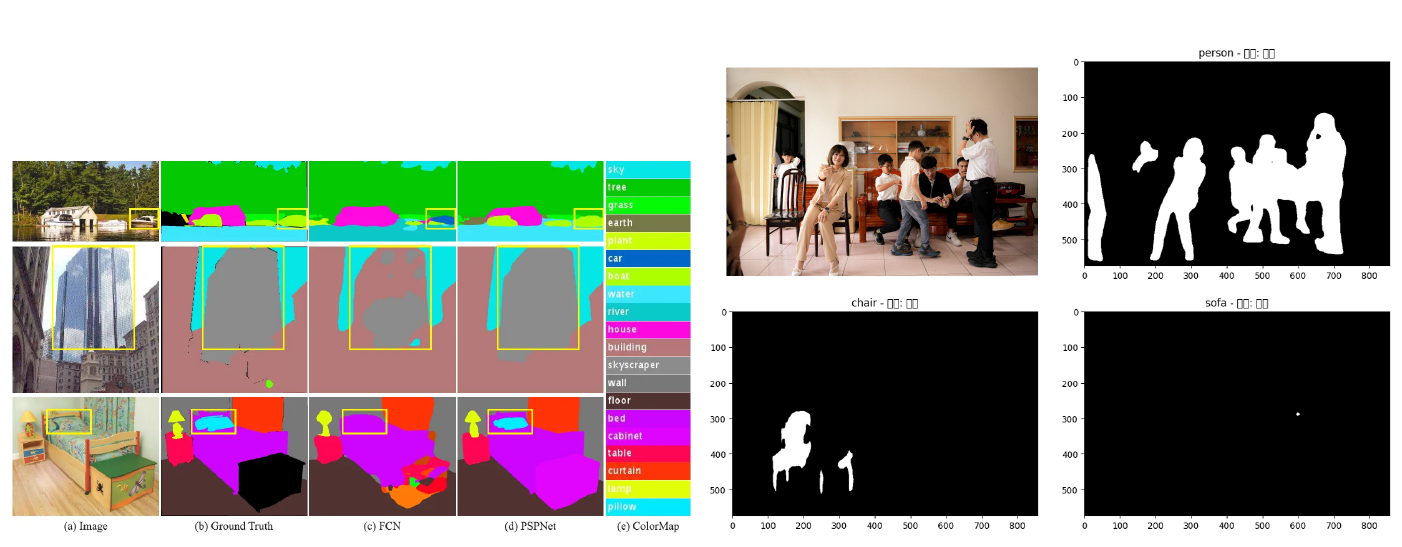 sky
tree
grass
earth
plant
car
boat
water
river
house
building
skyscraper
wall
floor
bed
cabinet
table
curtain
lamp
pillow
(a) Image
(b) Ground Truth
(c) FCN
(d) PSPNet
(e) ColorMap
person - □□: □□
0
100
200
300
400
500
0 100 200 300 400 500 600 700 800
chair - □□: □□
0
100
200
300
400
500
0 100 200 300 400 500 600 700 800
sofa - □□: □□
0
100
200
300
400
500
0 100 200 300 400 500 600 700 800